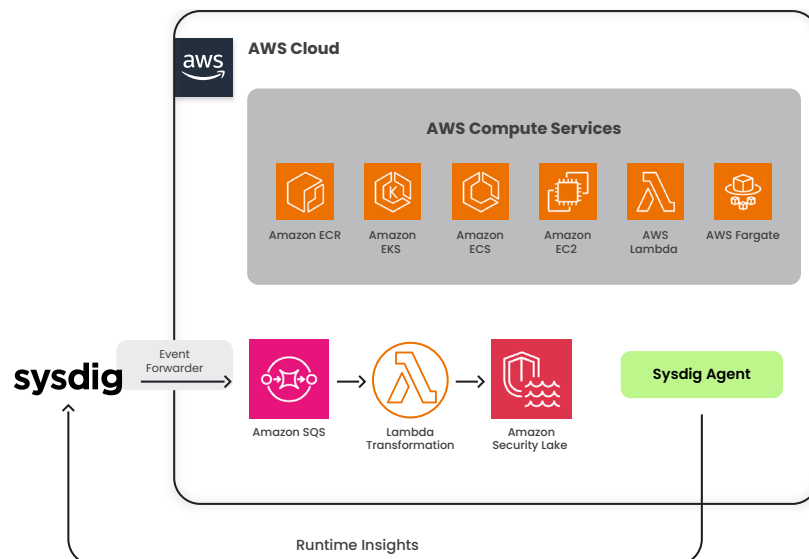 aws
AWS Cloud
AWS Compute Services
K
Amazon ECR
Amazon
EKS
Amazon
ECS
Amazon
EC2
AWS
Lambda
AWS Fargate
sysdig
Event
Forwarder
Amazon SQS
Lambda
Transformation
Amazon
Security Lake
Sysdig Agent
Runtime Insights